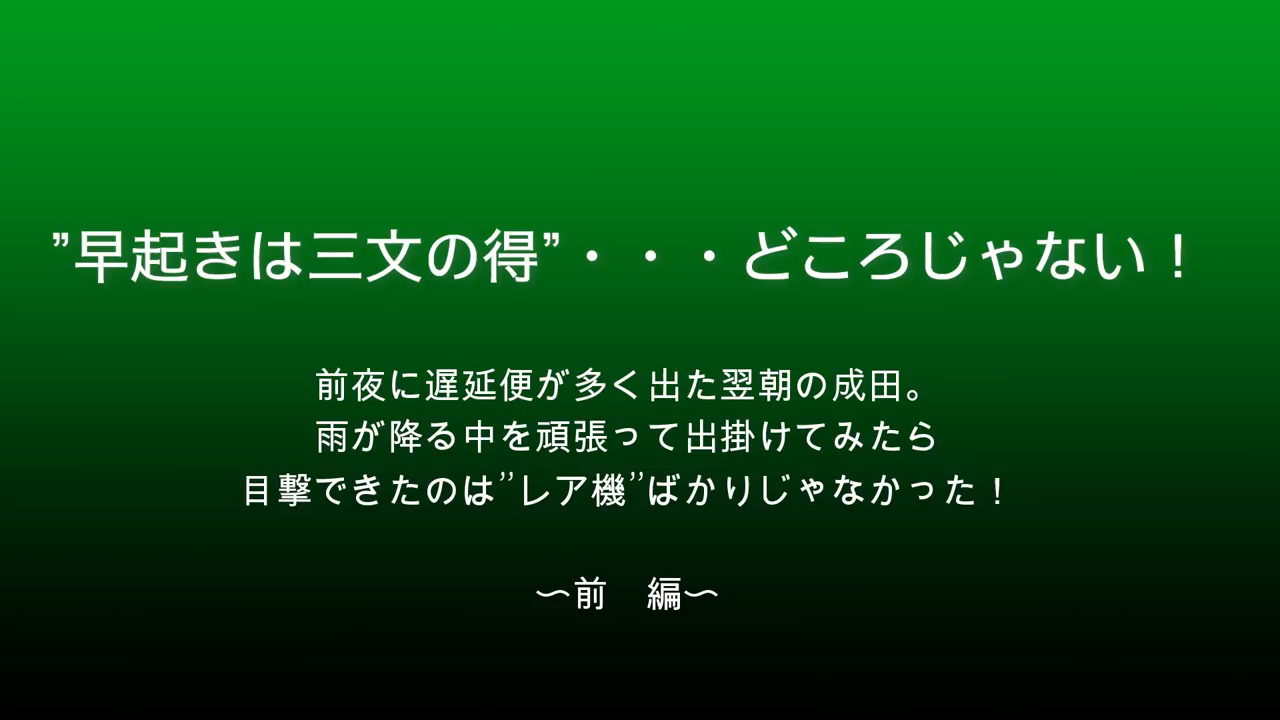 ”早起きは三文の得”・・・どころじゃない！
前夜に遅延便が多く出た翌朝の成田。
雨が降る中を頑張って出掛けてみたら
目撃できたのは”レア機”ばかりじゃなかった！
〜前　編〜